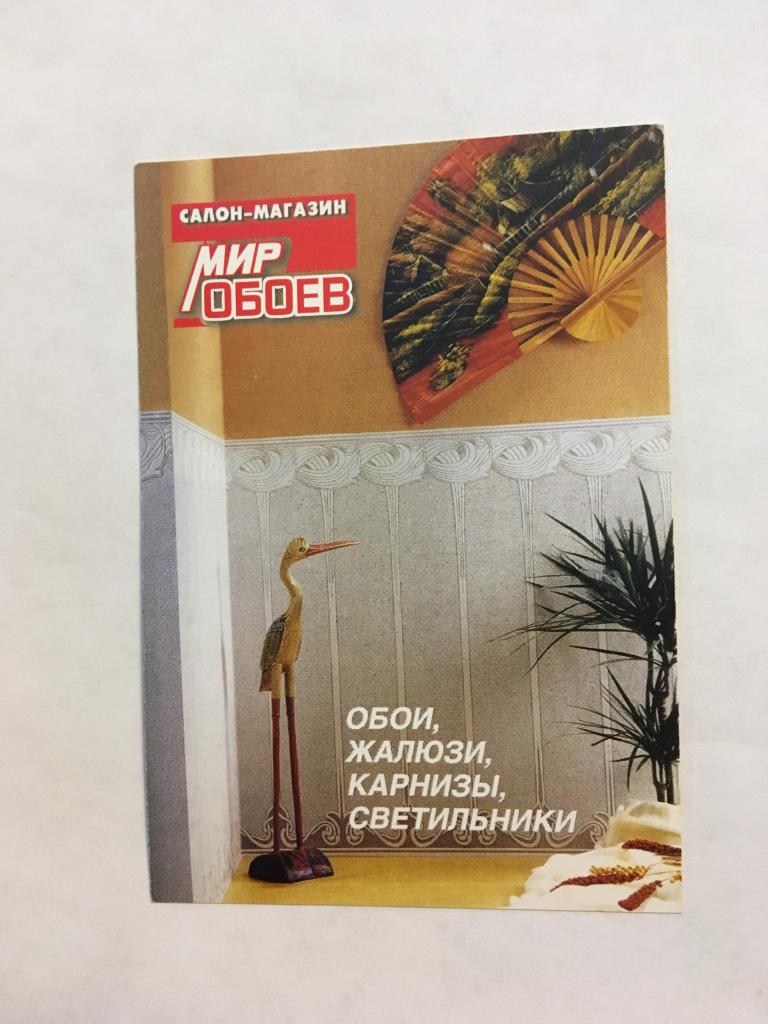 САЛОН-МАГАЗИН
МИР
ОБОЕВ
ОБОИ,
ЖАЛЮЗИ,
КАРНИЗЫ,
СВЕТИЛЬНИКИ